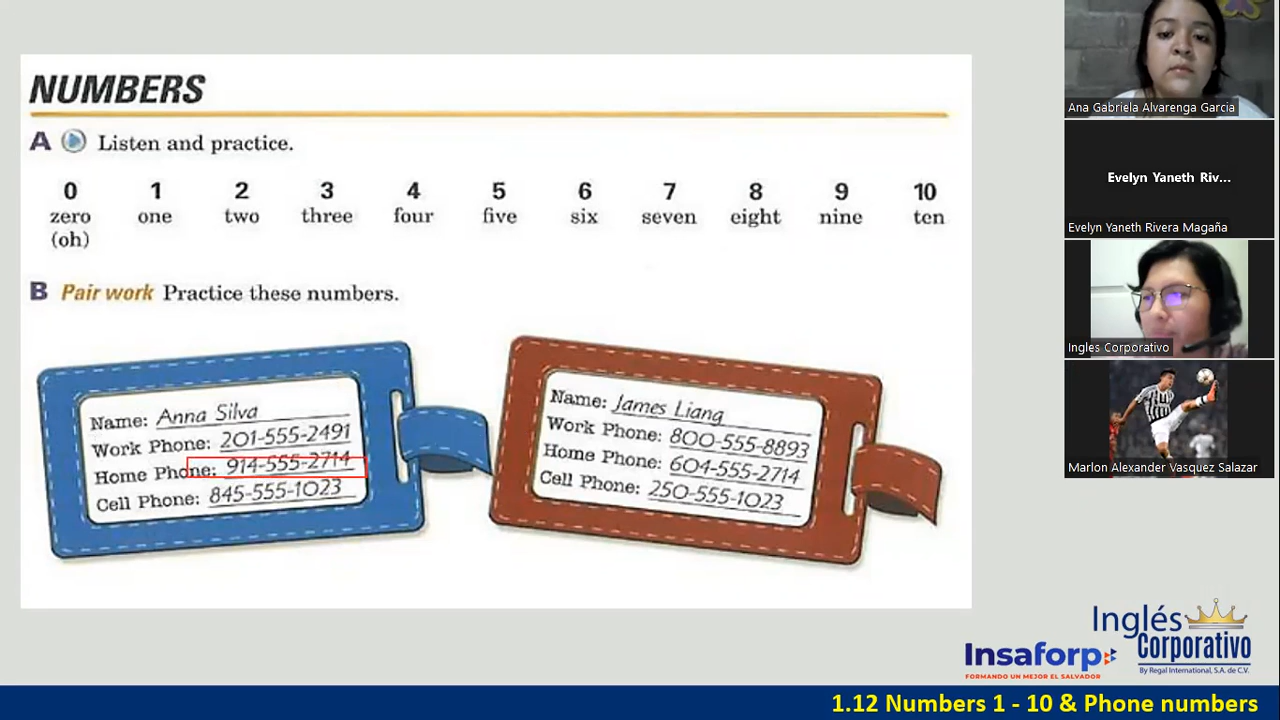 NUMBERS
A Listen and practice.
0 1 2 3 4 5 6 7 8 9 10
zero one two three four five six seven eight nine ten
(oh)
B Pair work Practice these numbers.
Name: Anna Silva
Work Phone: 201-555-2491
Home Phone: 914-555-2714
Cell Phone: 845-555-1023
Name: James Liang
Work Phone: 800-555-8893
Home Phone: 604-555-2714
Cell Phone: 250-555-1023
Ana Gabriela Alvarenga Garcia
Evelyn Yaneth Riv...
Evelyn Yaneth Rivera Magaña
Ingles Corporativo
Marlon Alexander Vasquez Salazar
Insaforp
FORMANDO UN MEJOR EL SALVADOR
Inglés
Corporativo
By Regal International, S.A. de C.V.
1.12 Numbers 1 - 10 & Phone numbers